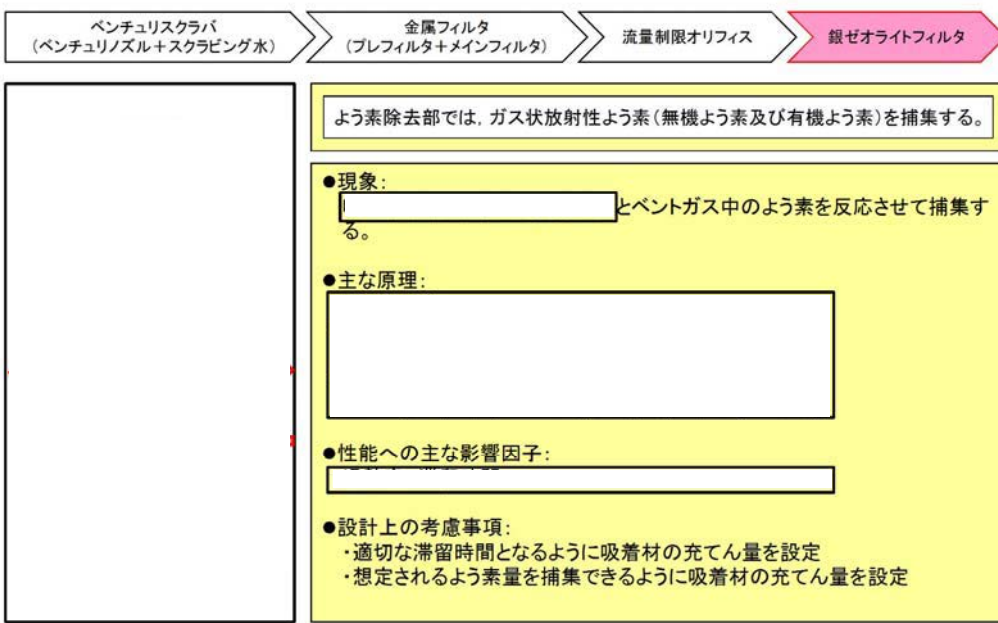 ベンチュリスクラバ
(ベンチュリノズル+スクラビング水)
金属フィルタ
(プレフィルタ+メインフィルタ)
流量制限オリフィス
銀ゼオライトフィルタ
よう素除去部では,ガス状放射性よう素(無機よう素及び有機よう素)を捕集する。
●現象:
とベントガス中のよう素を反応させて捕集す
る。
●主な原理:
●性能への主な影響因子:
●設計上の考慮事項:
・適切な滞留時間となるように吸着材の充てん量を設定
・想定されるよう素量を捕集できるように吸着材の充てん量を設定